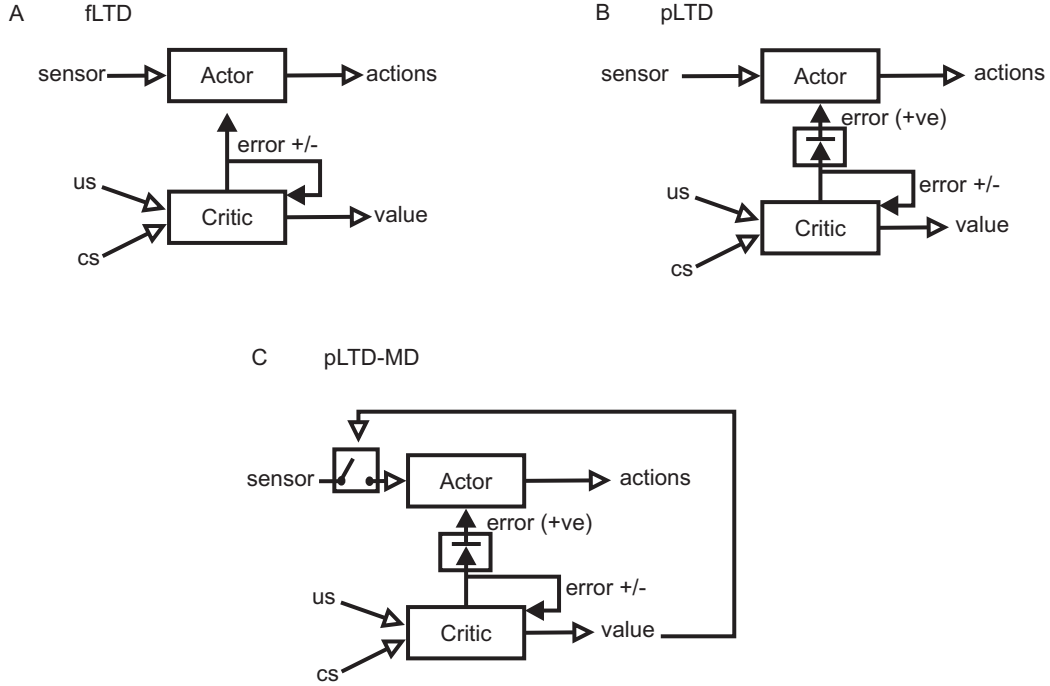 A fLTD
sensor Actor actions
error +/-
us
Critic value
cs
B pLTD
sensor Actor actions
error (+ve)
error +/-
us
Critic value
cs
C pLTD-MD
sensor Actor actions
error (+ve)
error +/-
us
Critic value
cs